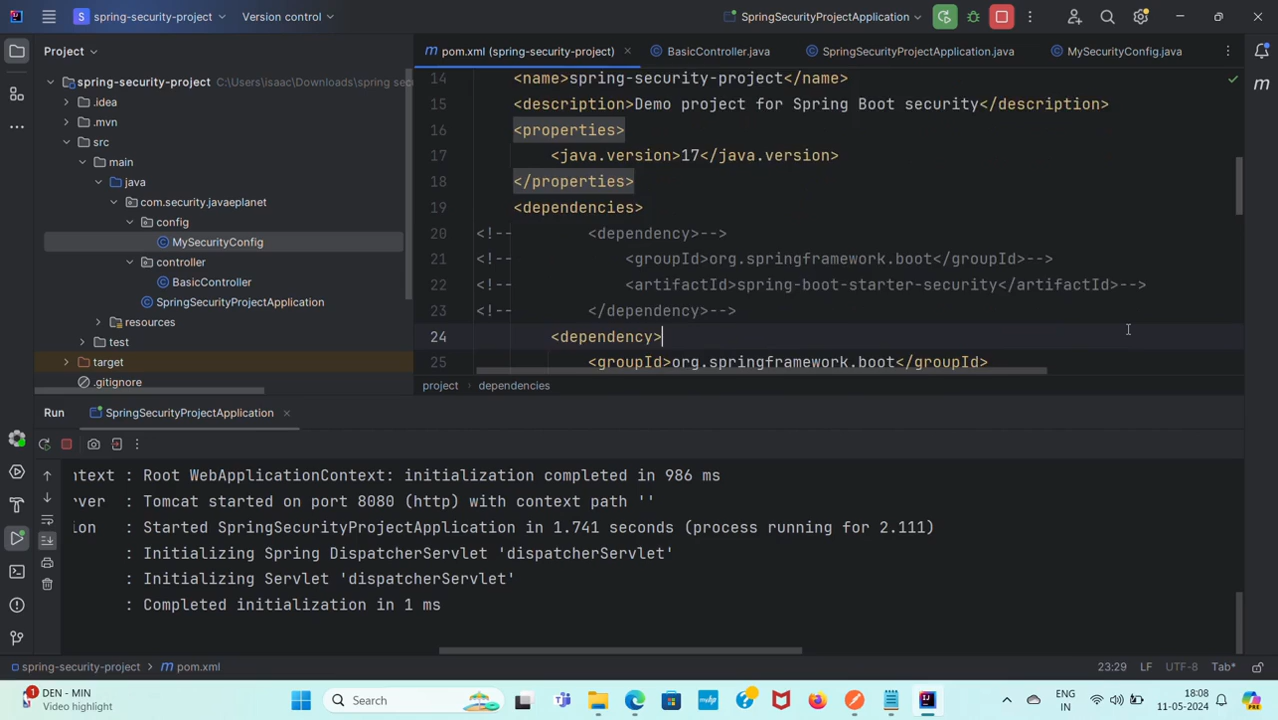 spring-security-project
Version control
SpringSecurityProjectApplication
Project
pom.xml (spring-security-project)
BasicController.java
SpringSecurityProjectApplication.java
MySecurityConfig.java
spring-security-project C:\Users\isaac\Downloads\spring sec
.idea
.mvn
src
main
java
com.security.javaeplanet
config
MySecurityConfig
controller
BasicController
SpringSecurityProjectApplication
resources
test
target
.gitignore
14 <name>spring-security-project</name>
15 <description>Demo project for Spring Boot security</description>
16 <properties>
17 <java.version>17</java.version>
18 </properties>
19 <dependencies>
20 <!-- <dependency>-->
21 <!-- <groupId>org.springframework.boot</groupId>-->
22 <!-- <artifactId>spring-boot-starter-security</artifactId>-->
23 <!-- </dependency>-->
24 <dependency>
25 <groupId>org.springframework.boot</groupId>
project > dependencies
Run
SpringSecurityProjectApplication
ntext : Root WebApplicationContext: initialization completed in 986 ms
rver : Tomcat started on port 8080 (http) with context path ''
ion : Started SpringSecurityProjectApplication in 1.741 seconds (process running for 2.111)
: Initializing Spring DispatcherServlet 'dispatcherServlet'
: Initializing Servlet 'dispatcherServlet'
: Completed initialization in 1 ms
spring-security-project > pom.xml
23:29 LF UTF-8 Tab*
1 DEN - MIN
Video highlight
Search
ENG
IN
18:08
11-05-2024